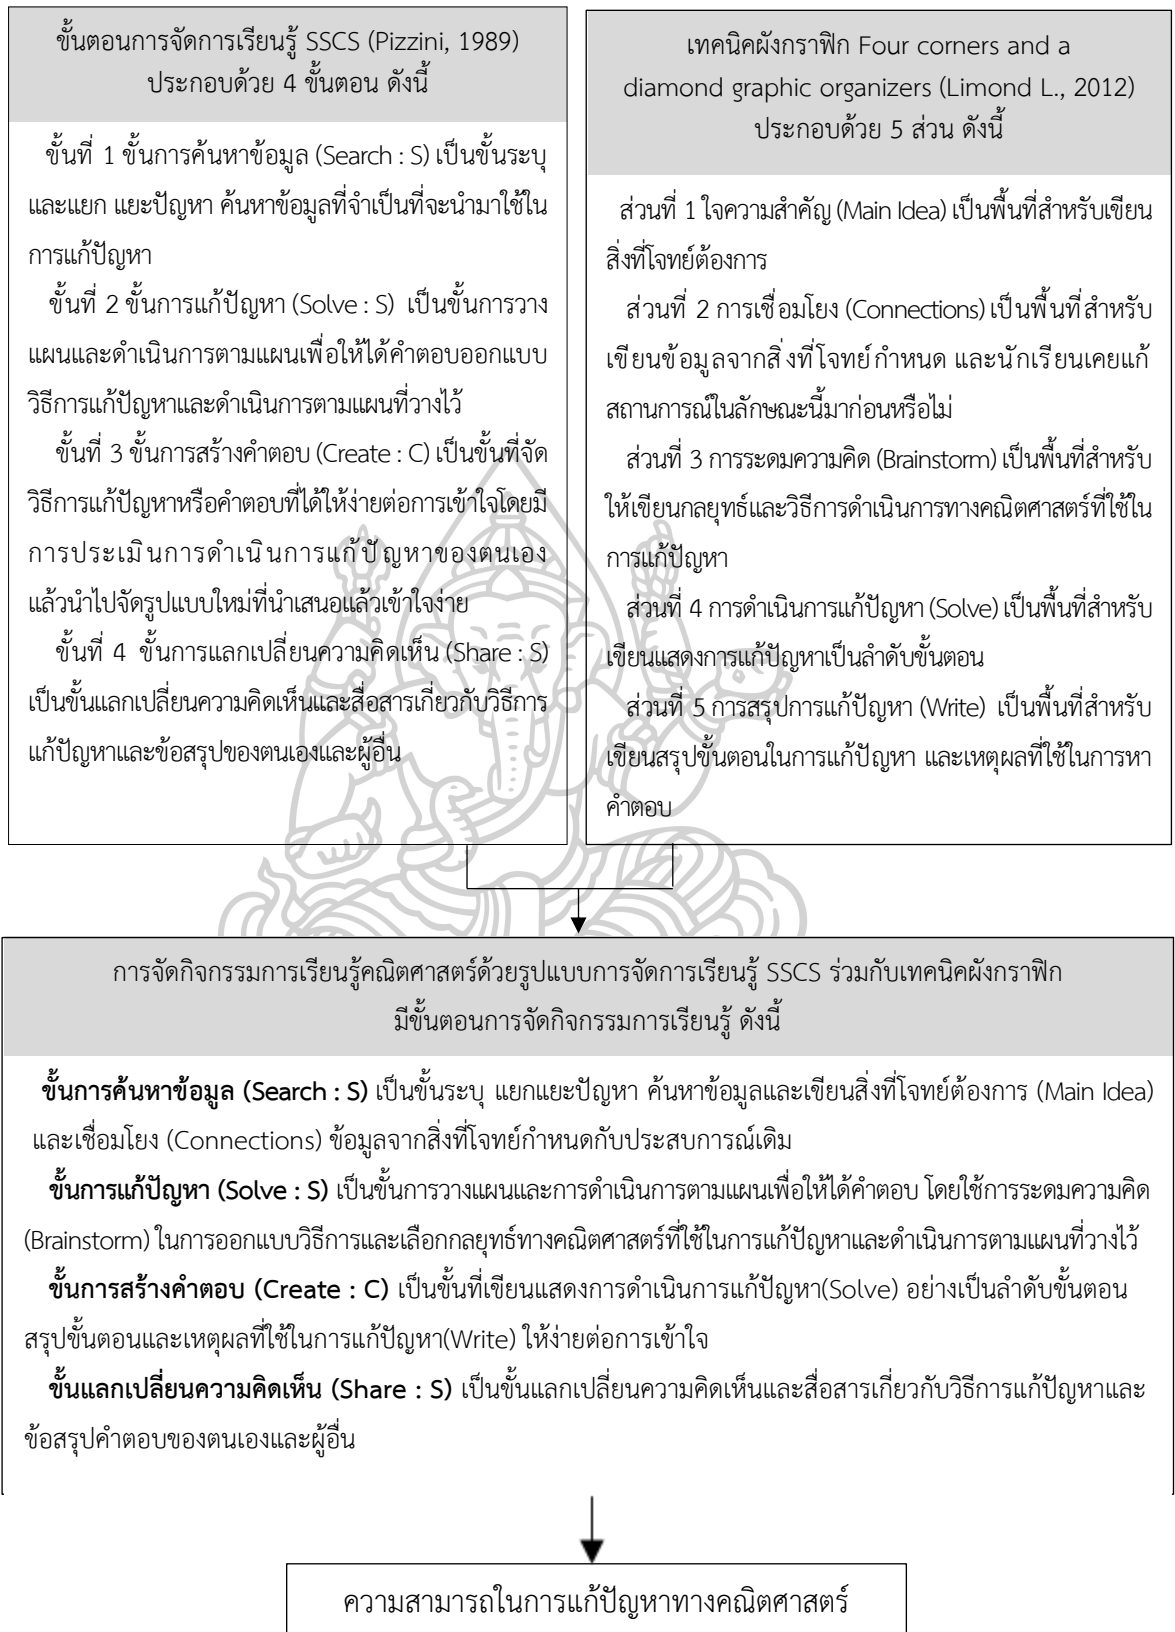 ขั้นตอนการจัดการเรียนรู้ SSCS (Pizzini, 1989)
ประกอบด้วย 4 ขั้นตอน ดังนี้
ขั้นที่ 1 ขั้นการค้นหาข้อมูล (Search : S) เป็นขั้นระบุ
และแยก แยะปัญหา ค้นหาข้อมูลที่จำเป็นที่จะนำมาใช้ใน
การแก้ปัญหา
ขั้นที่ 2 ขั้นการแก้ปัญหา (Solve : S) เป็นขั้นการวาง
แผนและดำเนินการตามแผนเพื่อให้ได้คำตอบออกแบบ
วิธีการแก้ปัญหาและดำเนินการตามแผนที่วางไว้
ขั้นที่ 3 ขั้นการสร้างคำตอบ (Create : C) เป็นขั้นที่จัด
วิธีการแก้ปัญหาหรือคำตอบที่ได้ให้ง่ายต่อการเข้าใจโดยมี
การประเมินการดำเนินการแก้ปัญหาของตนเอง
แล้วนำไปจัดรูปแบบใหม่ที่นำเสนอแล้วเข้าใจง่าย
ขั้นที่ 4 ขั้นการแลกเปลี่ยนความคิดเห็น (Share : S)
เป็นขั้นแลกเปลี่ยนความคิดเห็นและสื่อสารเกี่ยวกับวิธีการ
แก้ปัญหาและข้อสรุปของตนเองและผู้อื่น
เทคนิคผังกราฟิก Four corners and a
diamond graphic organizers (Limond L., 2012)
ประกอบด้วย 5 ส่วน ดังนี้
ส่วนที่ 1 ใจความสำคัญ (Main Idea) เป็นพื้นที่สำหรับเขียน
สิ่งที่โจทย์ต้องการ
ส่วนที่ 2 การเชื่อมโยง (Connections) เป็นพื้นที่สำหรับ
เขียนข้อมูลจากสิ่งที่โจทย์กำหนด และนักเรียนเคยแก้
สถานการณ์ในลักษณะนี้มาก่อนหรือไม่
ส่วนที่ 3 การระดมความคิด (Brainstorm) เป็นพื้นที่สำหรับ
ให้เขียนกลยุทธ์และวิธีการดำเนินการทางคณิตศาสตร์ที่ใช้ใน
การแก้ปัญหา
ส่วนที่ 4 การดำเนินการแก้ปัญหา (Solve) เป็นพื้นที่สำหรับ
เขียนแสดงการแก้ปัญหาเป็นลำดับขั้นตอน
ส่วนที่ 5 การสรุปการแก้ปัญหา (Write) เป็นพื้นที่สำหรับ
เขียนสรุปขั้นตอนในการแก้ปัญหา และเหตุผลที่ใช้ในการหา
คำตอบ
การจัดกิจกรรมการเรียนรู้คณิตศาสตร์ด้วยรูปแบบการจัดการเรียนรู้ SSCS ร่วมกับเทคนิคผังกราฟิก
มีขั้นตอนการจัดกิจกรรมการเรียนรู้ ดังนี้
ขั้นการค้นหาข้อมูล (Search : S) เป็นขั้นระบุ แยกแยะปัญหา ค้นหาข้อมูลและเขียนสิ่งที่โจทย์ต้องการ (Main Idea)
และเชื่อมโยง (Connections) ข้อมูลจากสิ่งที่โจทย์กำหนดกับประสบการณ์เดิม
ขั้นการแก้ปัญหา (Solve : S) เป็นขั้นการวางแผนและการดำเนินการตามแผนเพื่อให้ได้คำตอบ โดยใช้การระดมความคิด
(Brainstorm) ในการออกแบบวิธีการและเลือกกลยุทธ์ทางคณิตศาสตร์ที่ใช้ในการแก้ปัญหาและดำเนินการตามแผนที่วางไว้
ขั้นการสร้างคำตอบ (Create : C) เป็นขั้นที่เขียนแสดงการดำเนินการแก้ปัญหา(Solve) อย่างเป็นลำดับขั้นตอน
สรุปขั้นตอนและเหตุผลที่ใช้ในการแก้ปัญหา(Write) ให้ง่ายต่อการเข้าใจ
ขั้นแลกเปลี่ยนความคิดเห็น (Share : S) เป็นขั้นแลกเปลี่ยนความคิดเห็นและสื่อสารเกี่ยวกับวิธีการแก้ปัญหาและ
ข้อสรุปคำตอบของตนเองและผู้อื่น
ความสามารถในการแก้ปัญหาทางคณิตศาสตร์